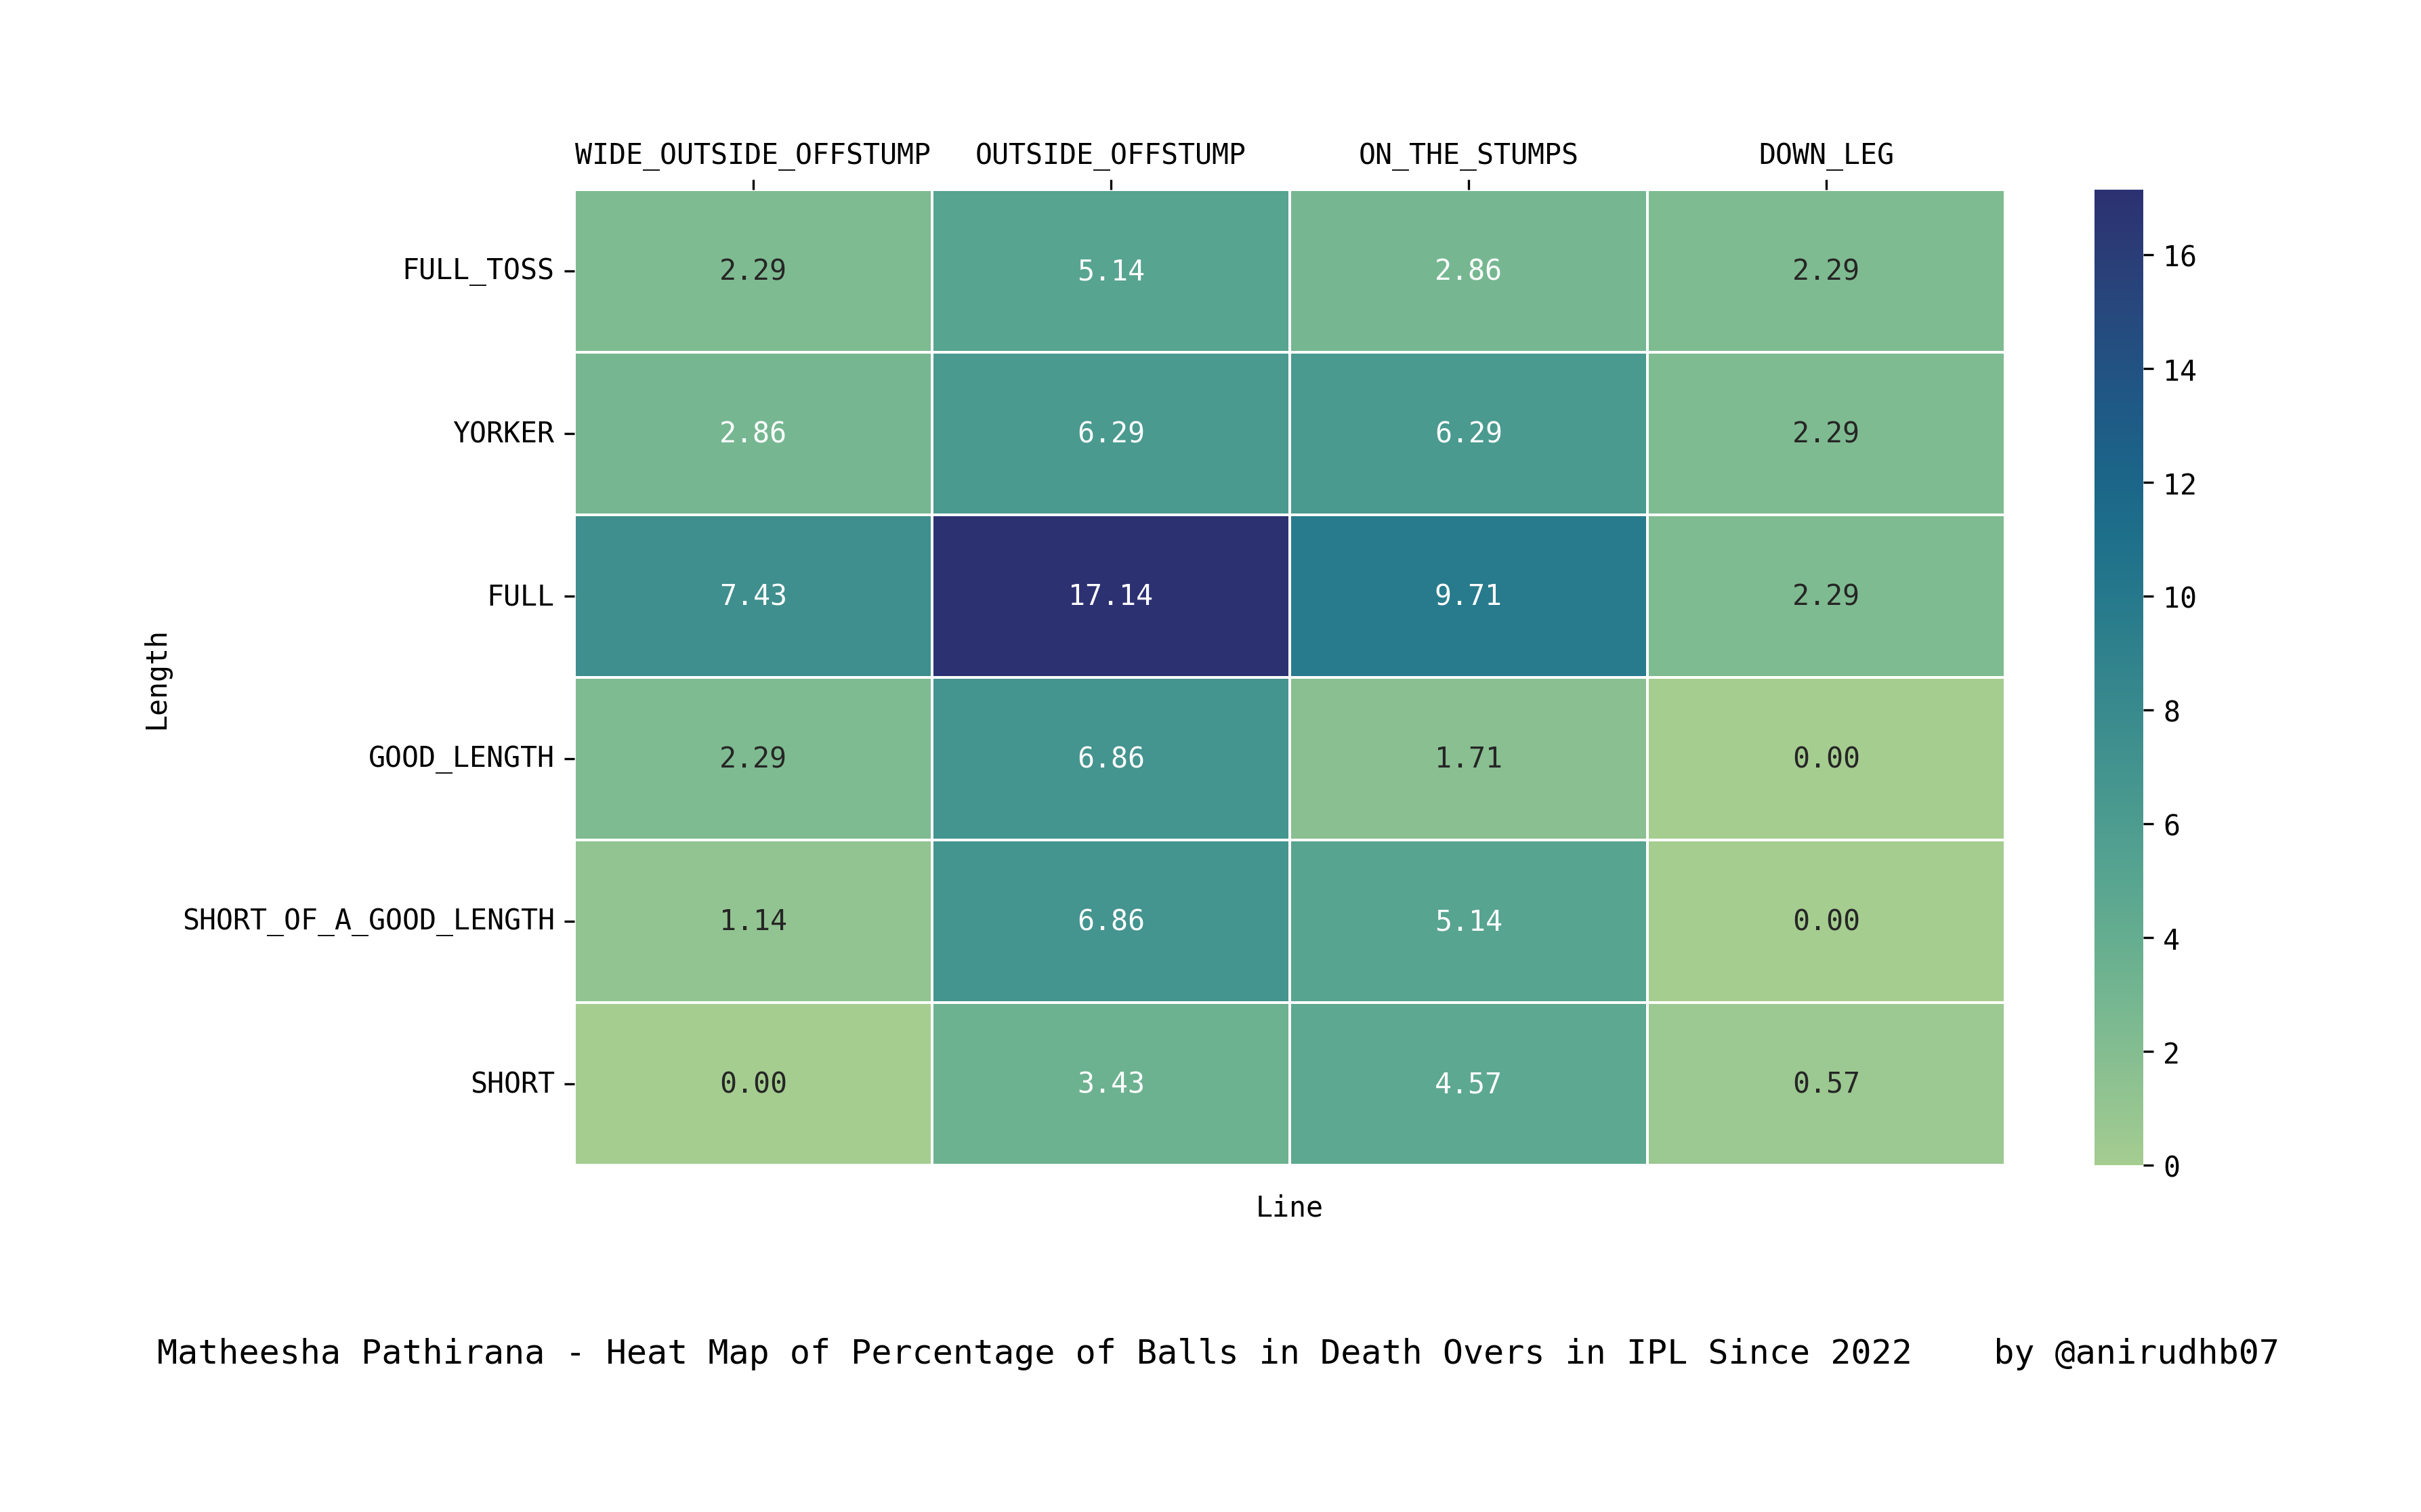 WIDE_OUTSIDE_OFFSTUMP OUTSIDE_OFFSTUMP ON_THE_STUMPS DOWN_LEG
FULL_TOSS 2.29 5.14 2.86 2.29
YORKER 2.86 6.29 6.29 2.29
FULL 7.43 17.14 9.71 2.29
GOOD_LENGTH 2.29 6.86 1.71 0.00
SHORT_OF_A_GOOD_LENGTH 1.14 6.86 5.14 0.00
SHORT 0.00 3.43 4.57 0.57
Length
Line
16
14
12
10
8
6
4
2
0
Matheesha Pathirana - Heat Map of Percentage of Balls in Death Overs in IPL Since 2022 by @anirudhb07